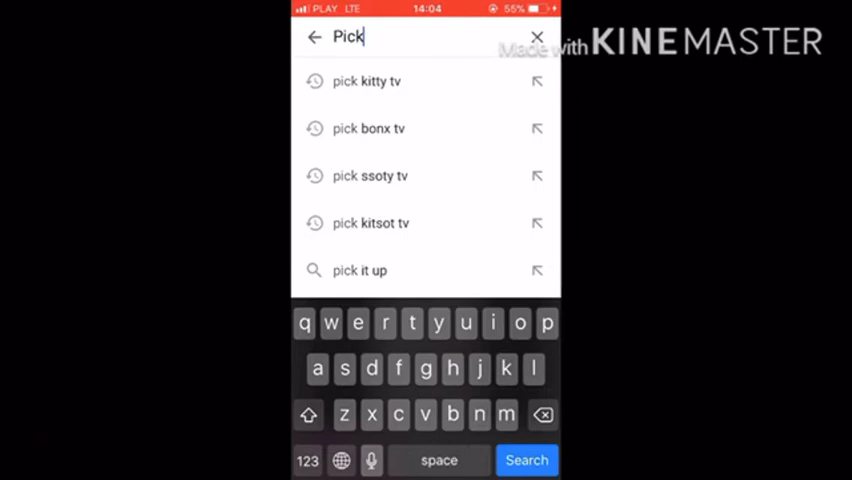 PLAY LTE 14:04 55%
Pick
Made with KINEMASTER
pick kitty tv
pick bonx tv
pick ssoty tv
pick kitsot tv
pick it up
q w e r t y u i o p
a s d f g h j k l
z x c v b n m
123 space Search